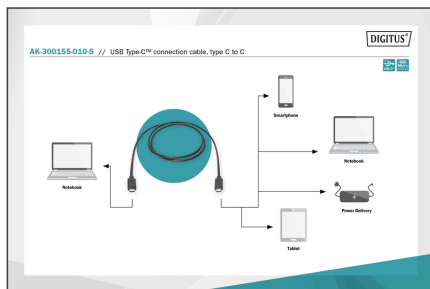 DIGITUS®
AK-300155-010-S // USB Type-C™ connection cable, type C to C
Smartphone
Notebook
Notebook
Power Delivery
Tablet